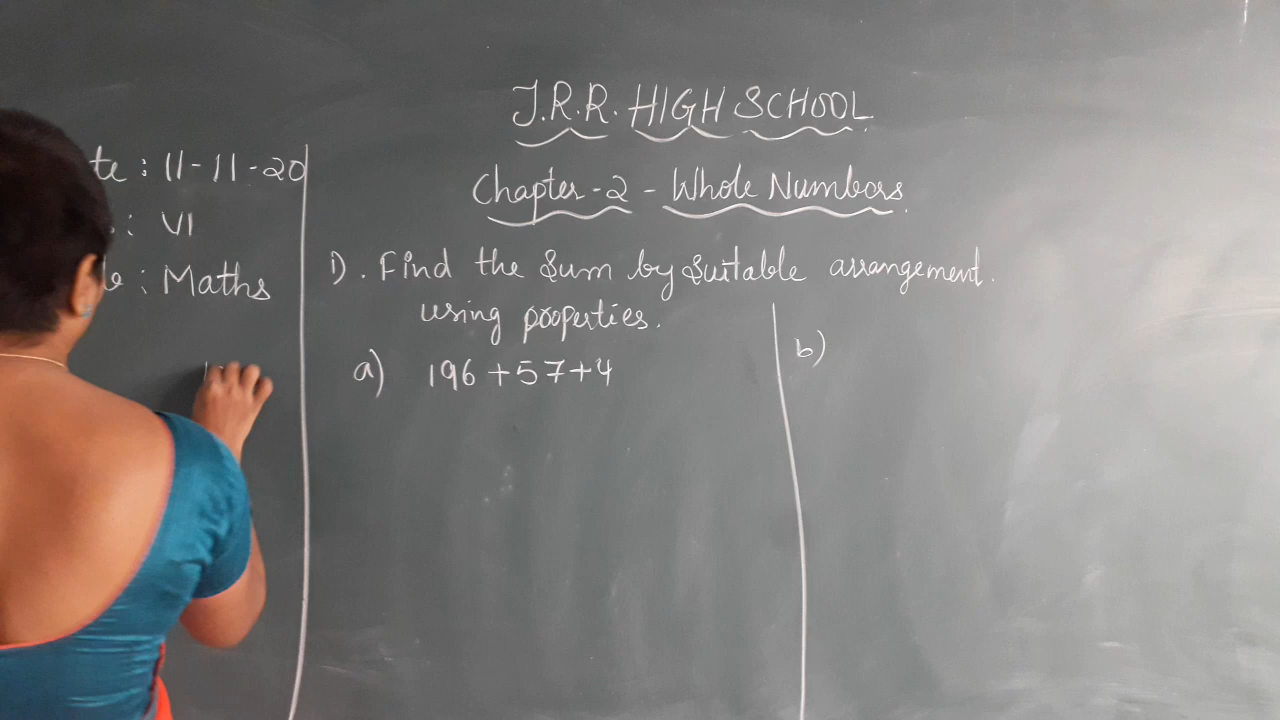 J.R.R. HIGH SCHOOL
Chapter-2 - Whole Numbers
te : 11-11-20
: VI
: Maths
1). Find the Sum by Suitable arrangement.
using properties.
a) 196 + 57 + 4
b)